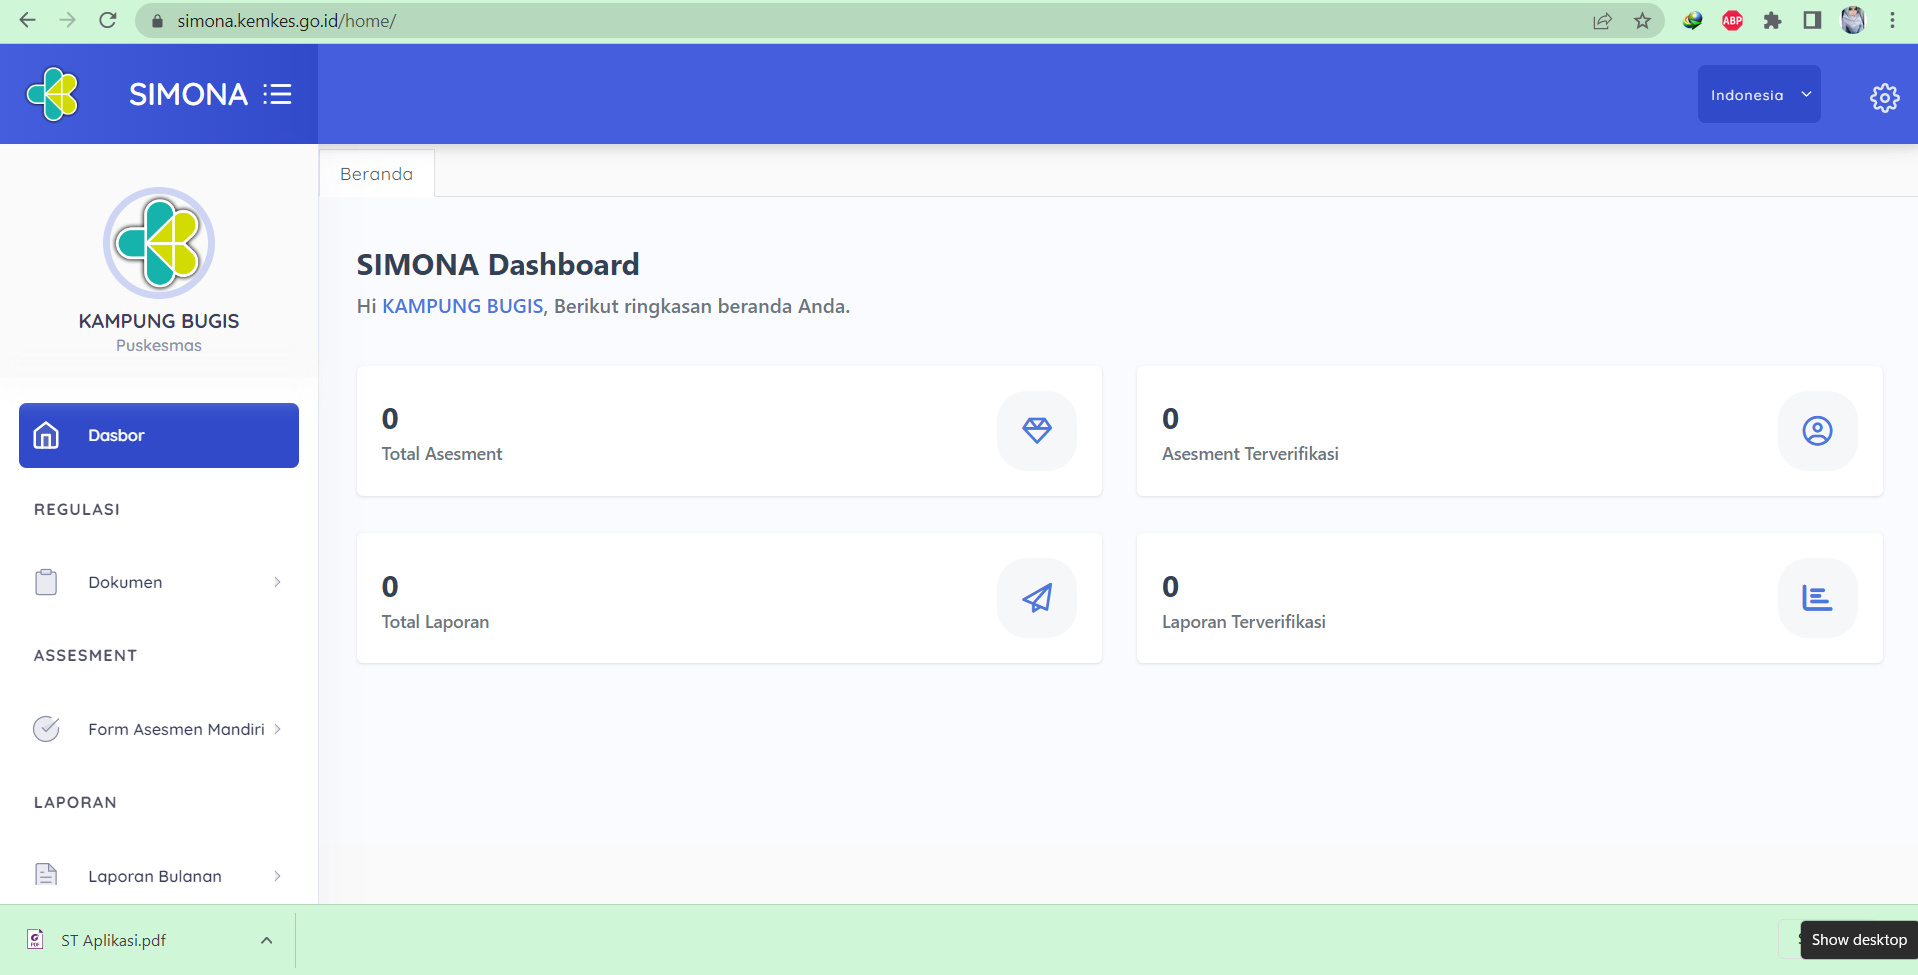 simona.kemkes.go.id/home/
ABP
SIMONA
Indonesia
KAMPUNG BUGIS
Puskesmas
Dasbor
REGULASI
Dokumen
ASSESMENT
Form Asesmen Mandiri
LAPORAN
Laporan Bulanan
Beranda
SIMONA Dashboard
Hi KAMPUNG BUGIS, Berikut ringkasan beranda Anda.
0
Total Asesment
0
Asesment Terverifikasi
0
Total Laporan
0
Laporan Terverifikasi
ST Aplikasi.pdf
Show desktop